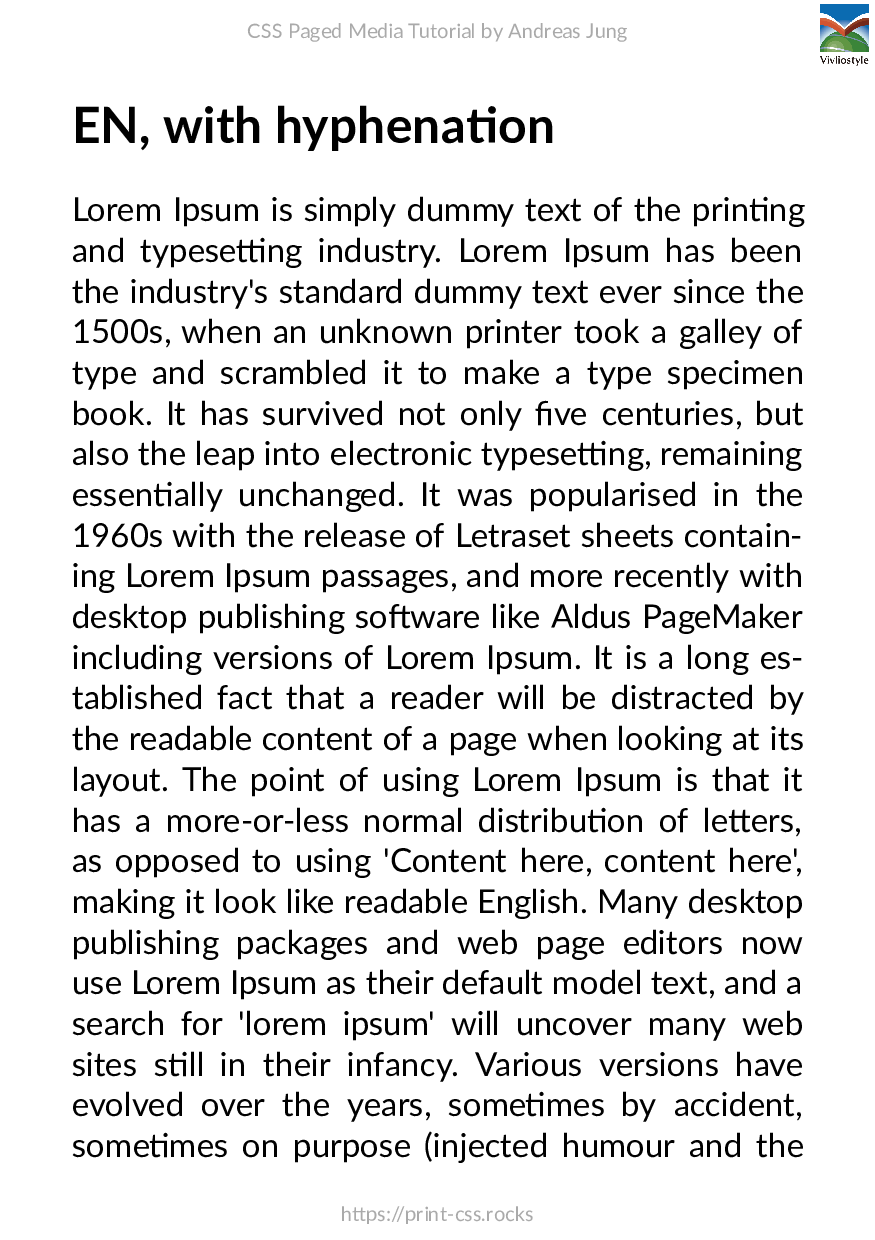 CSS Paged Media Tutorial by Andreas Jung
Vivliostyle
EN, with hyphenation
Lorem Ipsum is simply dummy text of the printing
and typesetting industry. Lorem Ipsum has been
the industry's standard dummy text ever since the
1500s, when an unknown printer took a galley of
type and scrambled it to make a type specimen
book. It has survived not only five centuries, but
also the leap into electronic typesetting, remaining
essentially unchanged. It was popularised in the
1960s with the release of Letraset sheets contain-
ing Lorem Ipsum passages, and more recently with
desktop publishing software like Aldus PageMaker
including versions of Lorem Ipsum. It is a long es-
tablished fact that a reader will be distracted by
the readable content of a page when looking at its
layout. The point of using Lorem Ipsum is that it
has a more-or-less normal distribution of letters,
as opposed to using 'Content here, content here',
making it look like readable English. Many desktop
publishing packages and web page editors now
use Lorem Ipsum as their default model text, and a
search for 'lorem ipsum' will uncover many web
sites still in their infancy. Various versions have
evolved over the years, sometimes by accident,
sometimes on purpose (injected humour and the
https://print-css.rocks